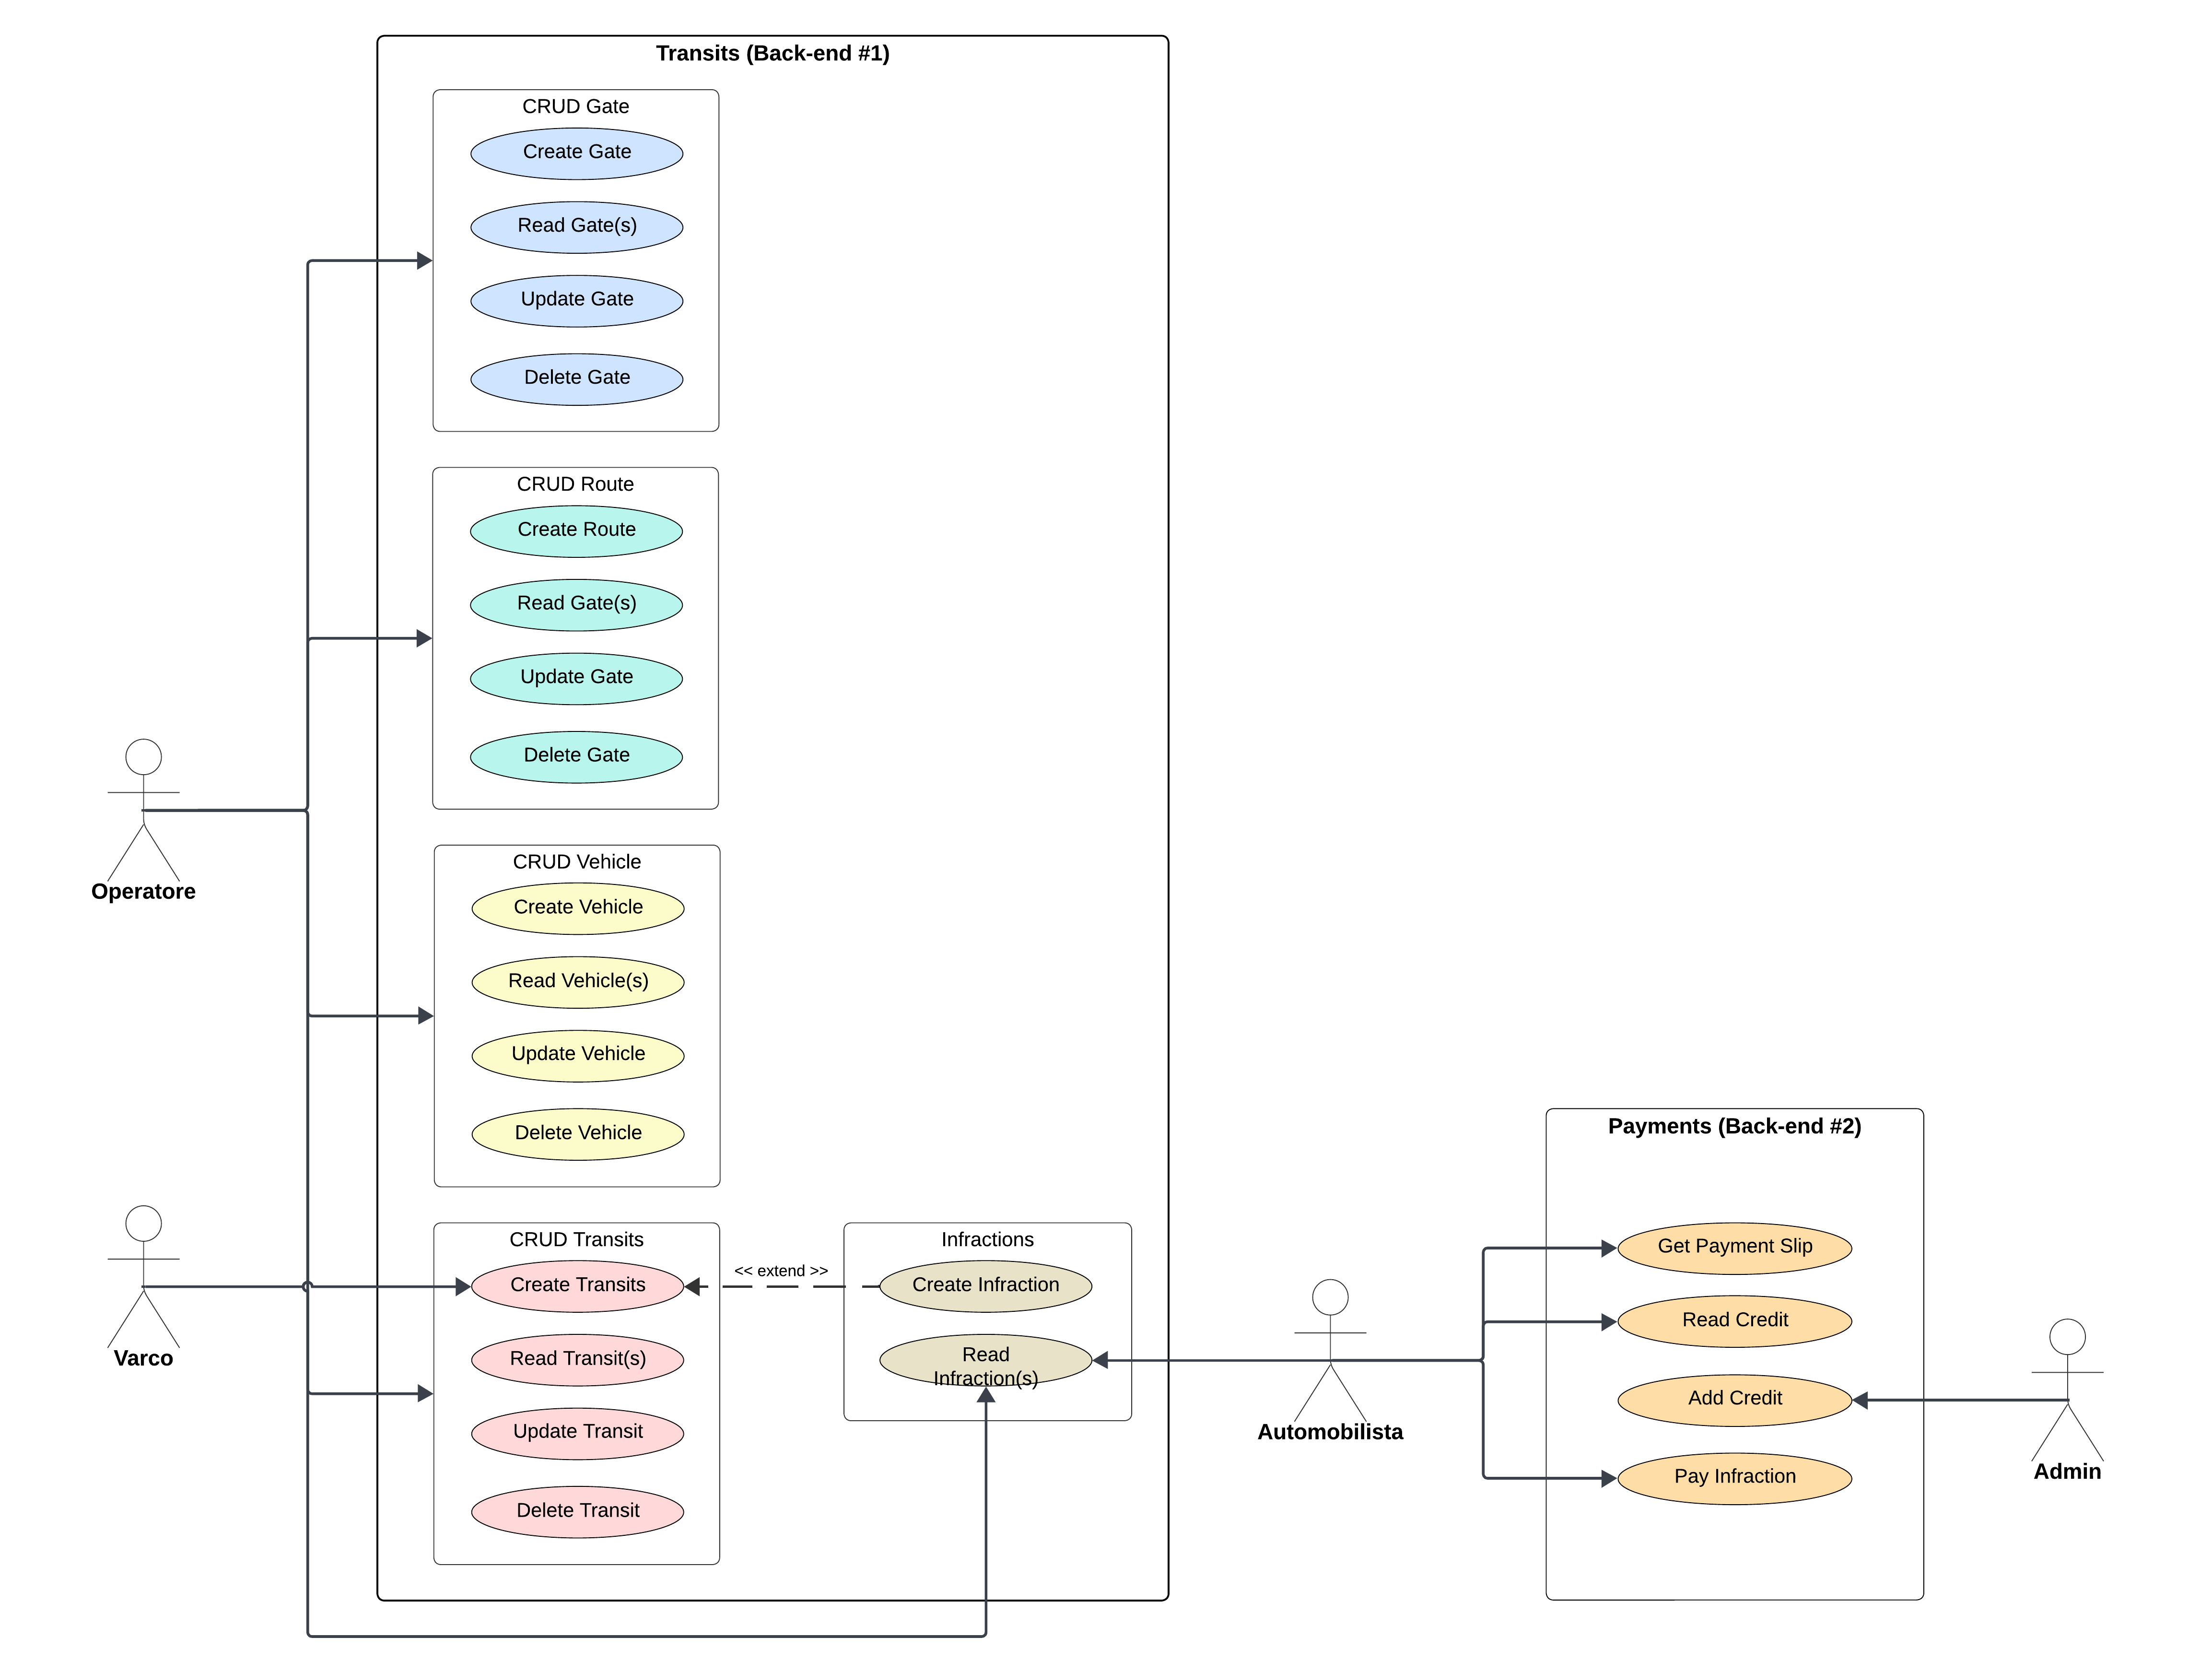 Transits (Back-end #1)
CRUD Gate
Create Gate
Read Gate(s)
Update Gate
Delete Gate
CRUD Route
Create Route
Read Gate(s)
Update Gate
Delete Gate
Operatore
CRUD Vehicle
Create Vehicle
Read Vehicle(s)
Update Vehicle
Delete Vehicle
Varco
CRUD Transits
Create Transits
Read Transit(s)
Update Transit
Delete Transit
<< extend >>
Infractions
Create Infraction
Read
Infraction(s)
Automobilista
Payments (Back-end #2)
Get Payment Slip
Read Credit
Add Credit
Pay Infraction
Admin